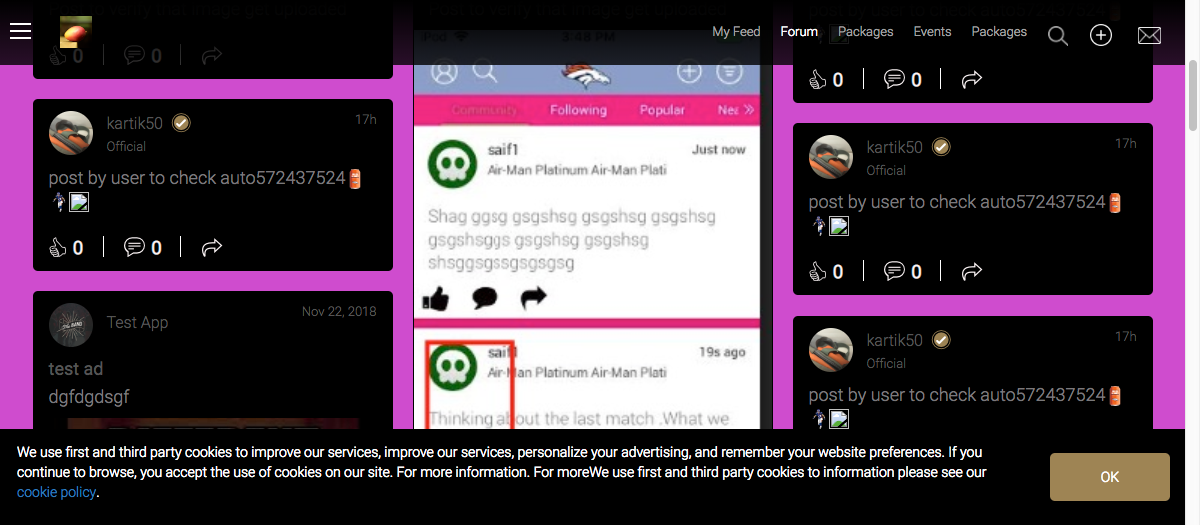 My Feed
Forum
Packages
Events
Packages
0
0
kartik50
17h
Official
post by user to check auto572437524
0
0
Test App
Nov 22, 2018
test ad
dgfdgdsgf
3:48 PM
Community
Following
Popular
saif1
Just now
Air-Man Platinum Air-Man Plati
Shag ggsg gsgshsg gsgshsg gsgshsg
gsgshsggs gsgshsg gsgshsg
shsggsgssgsgsgsg
saif1
19s ago
Air-Man Platinum Air-Man Plati
Thinking about the last match .What we
0
0
kartik50
17h
Official
post by user to check auto572437524
0
0
kartik50
17h
Official
post by user to check auto572437524
We use first and third party cookies to improve our services, improve our services, personalize your advertising, and remember your website preferences. If you
continue to browse, you accept the use of cookies on our site. For more information. For moreWe use first and third party cookies to information please see our
cookie policy.
OK